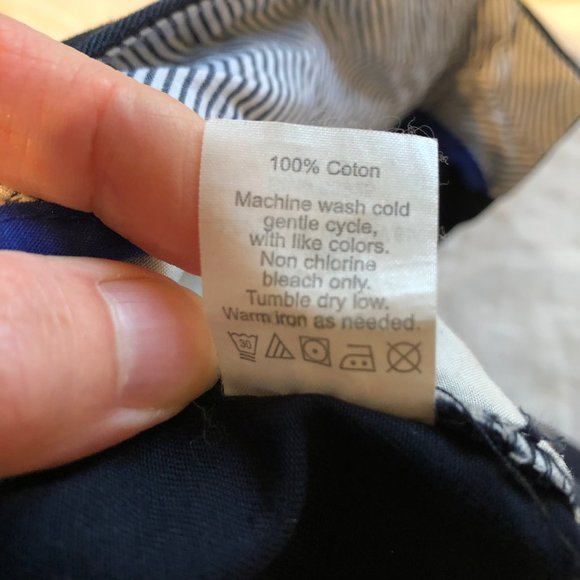 100% Coton
Machine wash cold
gentle cycle,
with like colors.
Non chlorine
bleach only.
Tumble dry low.
Warm iron as needed.
30